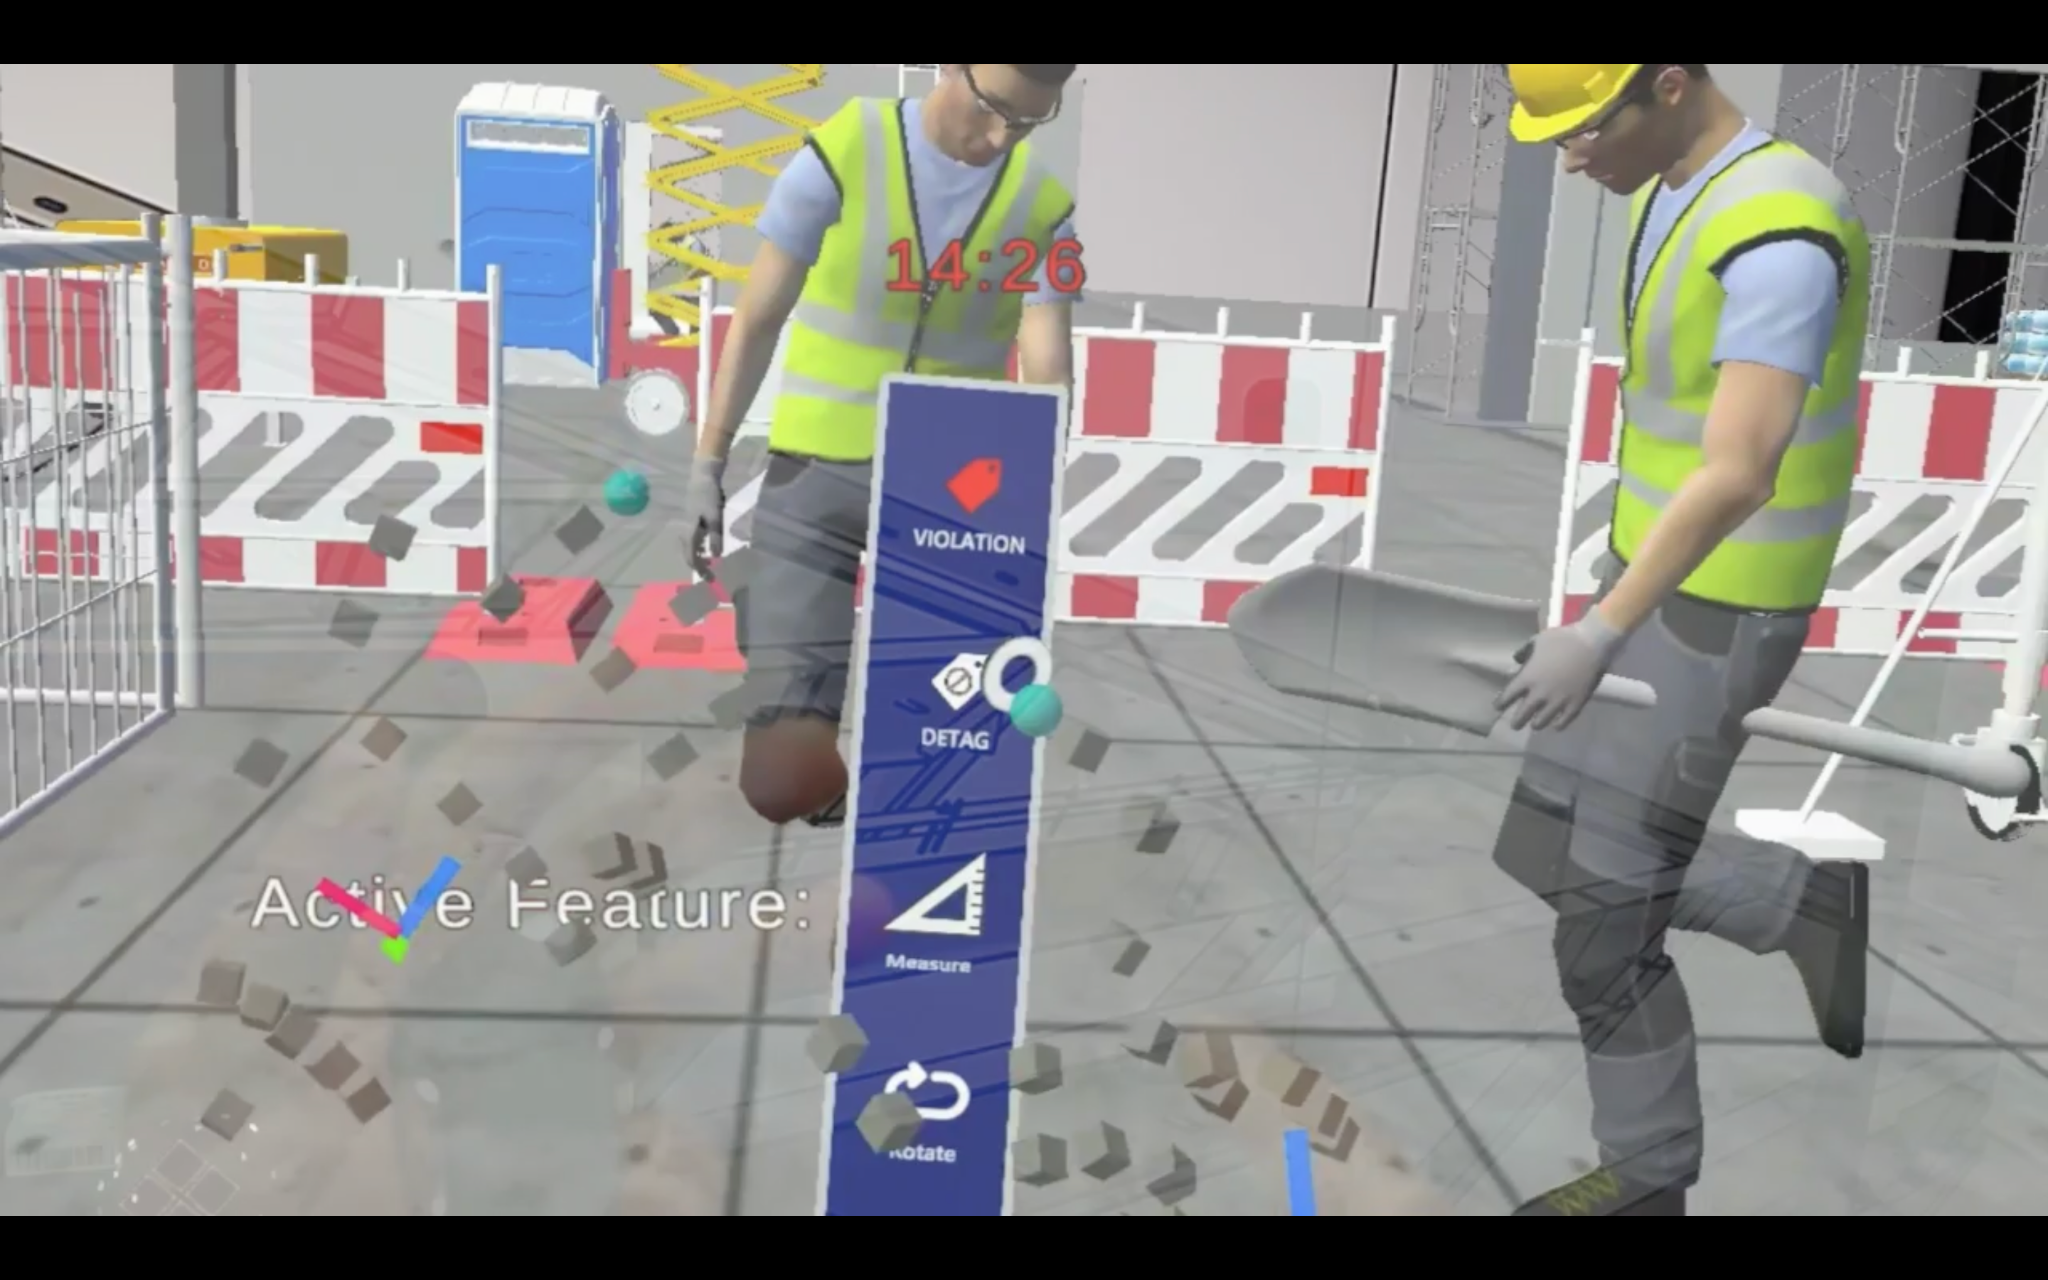 14:26
VIOLATION
DETAG
Active Feature:
Measure
Rotate